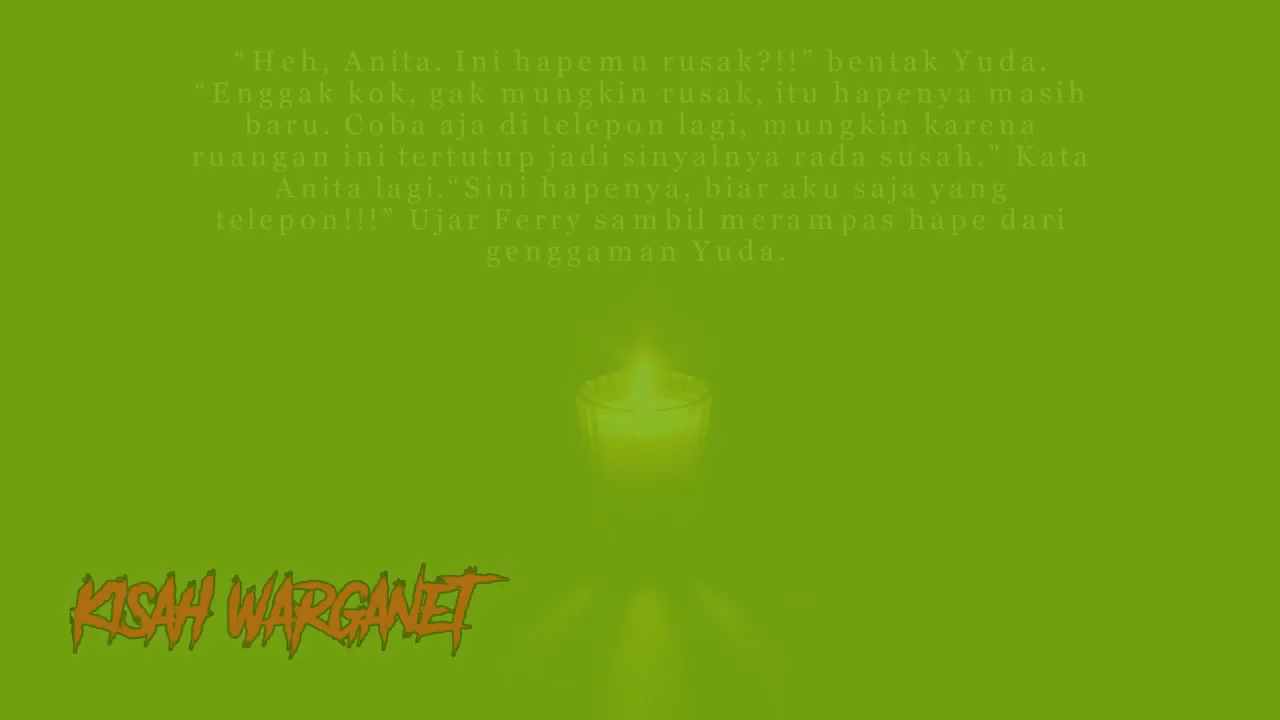 “Heh, Anita. Ini hapemu rusak?!!” bentak Yuda.
“Enggak kok, gak mungkin rusak, itu hapenya masih
baru. Coba aja di telepon lagi, mungkin karena
ruangan ini tertutup jadi sinyalnya rada susah.” Kata
Anita lagi.“Sini hapenya, biar aku saja yang
telepon!!!” Ujar Ferry sambil merampas hape dari
genggaman Yuda.
KISAH WARGANET